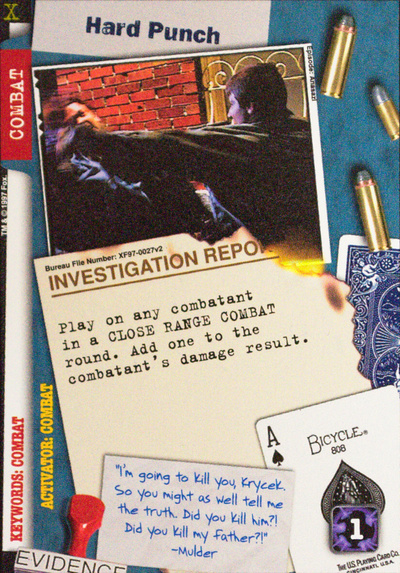 X
Hard Punch
COMBAT
Episode: Anasazi
TM & © 1997 Fox
Bureau File Number: XF97-0027v2
INVESTIGATION REPO
Play on any combatant
in a CLOSE RANGE COMBAT
round. Add one to the
combatant's damage result.
KEYWORDS: COMBAT
ACTIVATOR: COMBAT
"I'm going to kill you, Krycek.
So you might as well tell me
the truth. Did you kill him?!
Did you kill my father?!"
-Mulder
A
BICYCLE®
808
1
THE U.S. PLAYING CARD CO.
CINCINNATI, U.S.A.
EVIDENCE